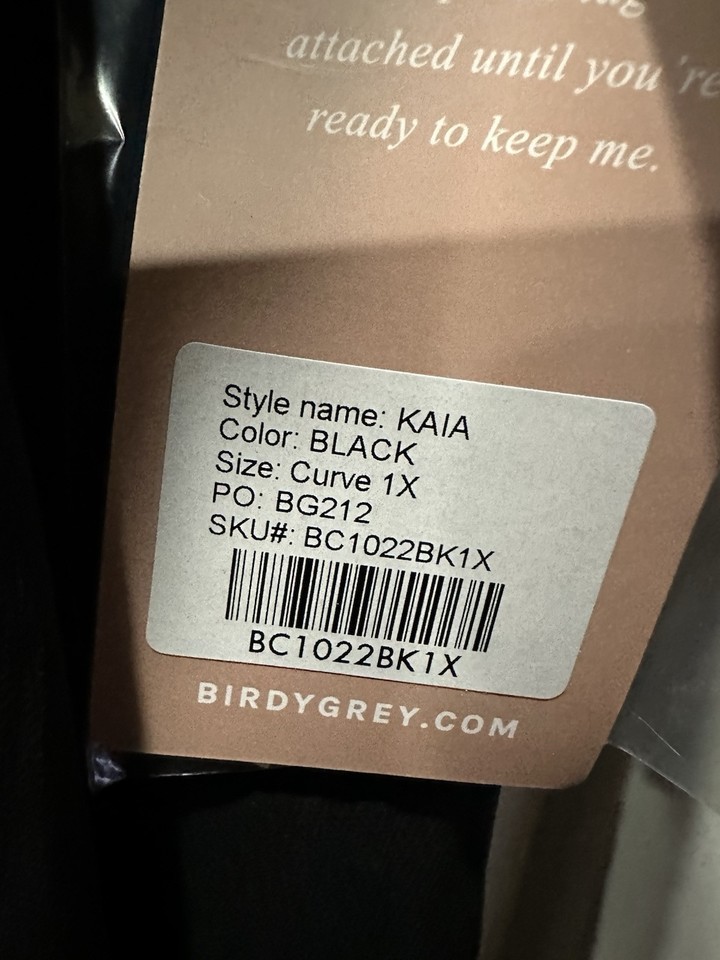 attached until you're
ready to keep me.
Style name: KAIA
Color: BLACK
Size: Curve 1X
PO: BG212
SKU#: BC1022BK1X
BC1022BK1X
BIRDYGREY.COM